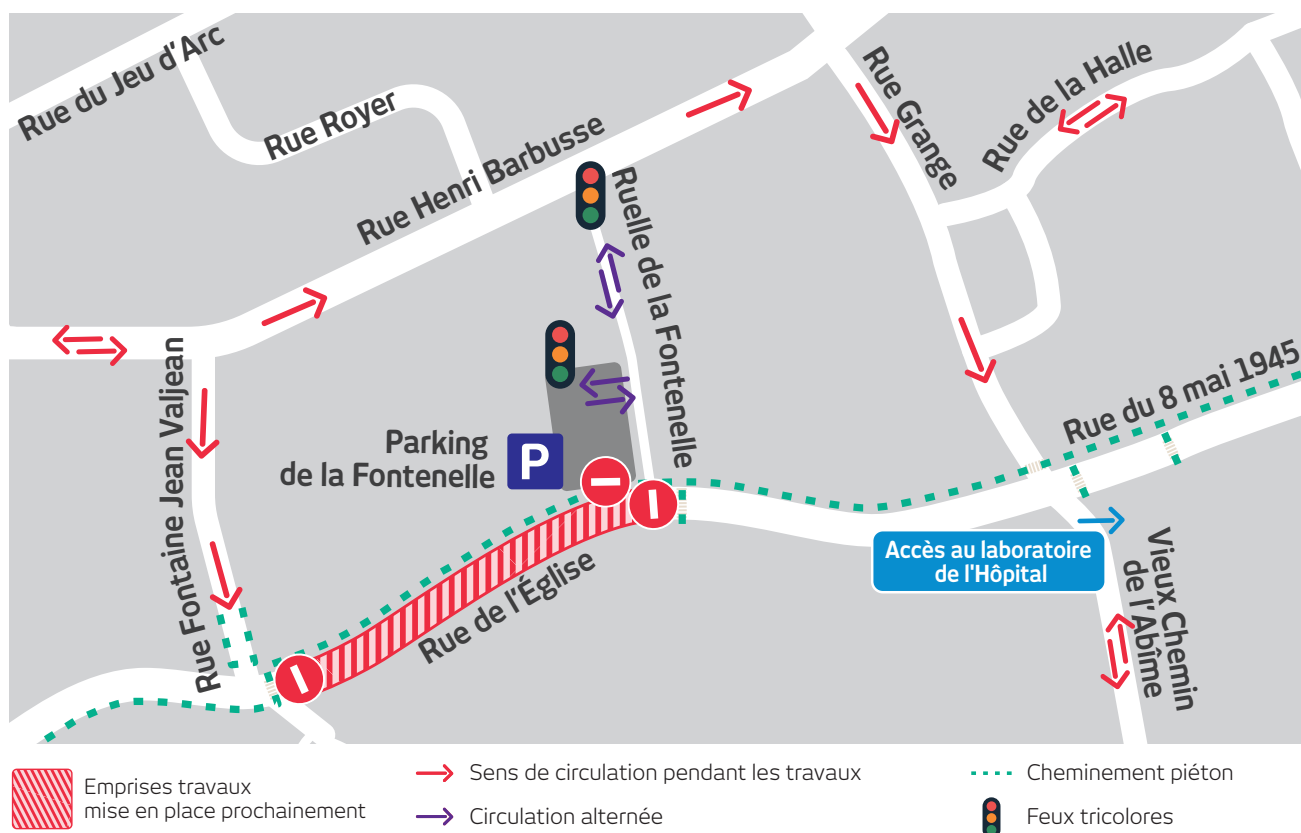 Rue du Jeu d'Arc
Rue Royer
Rue Henri Barbusse
Rue Grange
Rue de la Halle
Ruelle de la Fontenelle
Rue Fontaine Jean Valjean
Parking
de la Fontenelle
P
Rue du 8 mai 1945
Rue de l'Église
Accès au laboratoire
de l'Hôpital
Vieux Chemin
de l'Abîme
Emprises travaux
mise en place prochainement
Sens de circulation pendant les travaux
Circulation alternée
Cheminement piéton
Feux tricolores